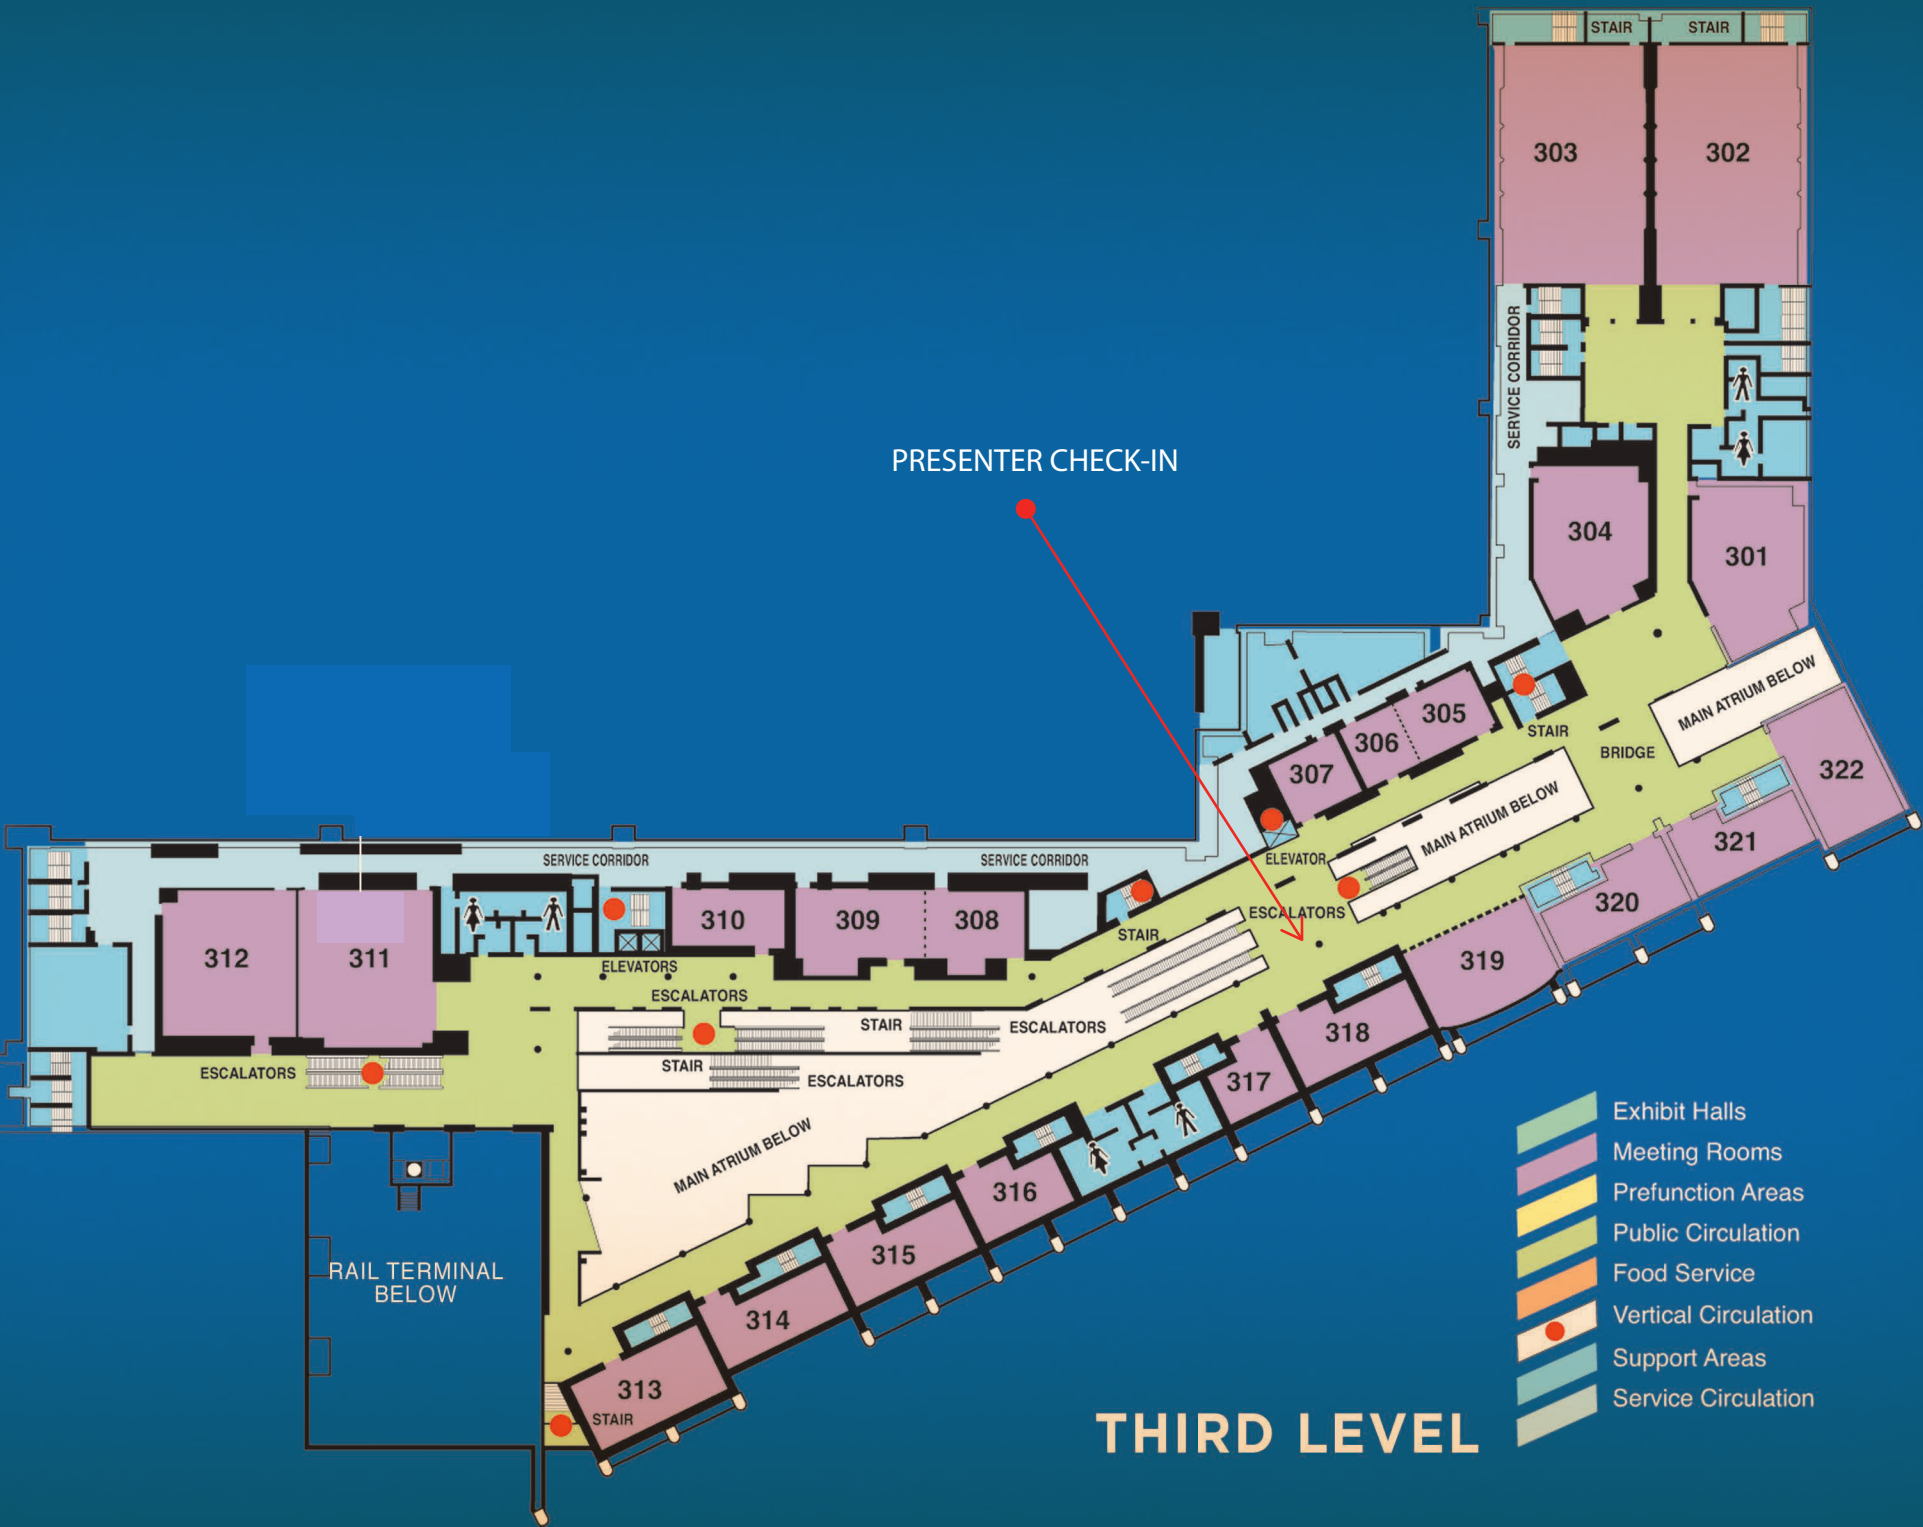 STAIR
STAIR
303
302
SERVICE CORRIDOR
PRESENTER CHECK-IN
304
301
MAIN ATRIUM BELOW
305
STAIR
306
BRIDGE
307
322
MAIN ATRIUM BELOW
321
SERVICE CORRIDOR
SERVICE CORRIDOR
ELEVATOR
310
309
308
ESCALATORS
320
STAIR
312
311
ELEVATORS
319
ESCALATORS
STAIR
ESCALATORS
318
STAIR
ESCALATORS
ESCALATORS
317
MAIN ATRIUM BELOW
316
315
RAIL TERMINAL
BELOW
314
313
STAIR
Exhibit Halls
Meeting Rooms
Prefunction Areas
Public Circulation
Food Service
Vertical Circulation
Support Areas
Service Circulation
THIRD LEVEL